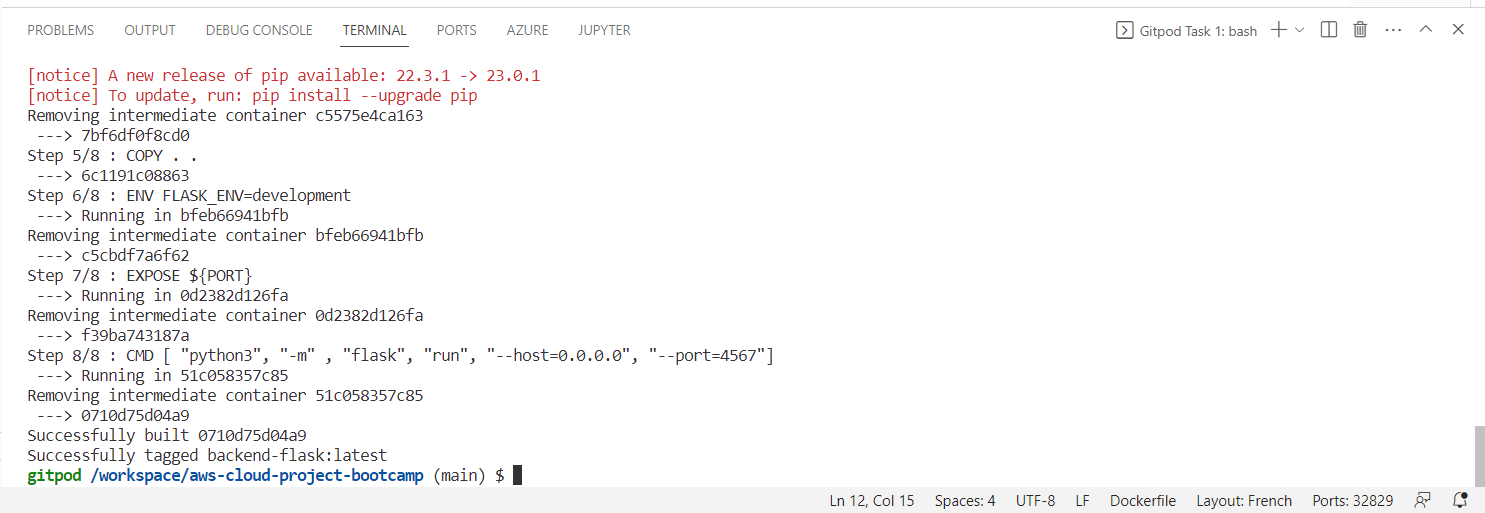 PROBLEMS OUTPUT DEBUG CONSOLE TERMINAL PORTS AZURE JUPYTER Gitpod Task 1: bash
[notice] A new release of pip available: 22.3.1 -> 23.0.1
[notice] To update, run: pip install --upgrade pip
Removing intermediate container c5575e4ca163
---> 7bf6df0f8cd0
Step 5/8 : COPY . .
---> 6c1191c08863
Step 6/8 : ENV FLASK_ENV=development
---> Running in bfeb66941bfb
Removing intermediate container bfeb66941bfb
---> c5cbdf7a6f62
Step 7/8 : EXPOSE ${PORT}
---> Running in 0d2382d126fa
Removing intermediate container 0d2382d126fa
---> f39ba743187a
Step 8/8 : CMD [ "python3", "-m" , "flask", "run", "--host=0.0.0.0", "--port=4567"]
---> Running in 51c058357c85
Removing intermediate container 51c058357c85
---> 0710d75d04a9
Successfully built 0710d75d04a9
Successfully tagged backend-flask:latest
gitpod /workspace/aws-cloud-project-bootcamp (main) $
Ln 12, Col 15 Spaces: 4 UTF-8 LF Dockerfile Layout: French Ports: 32829